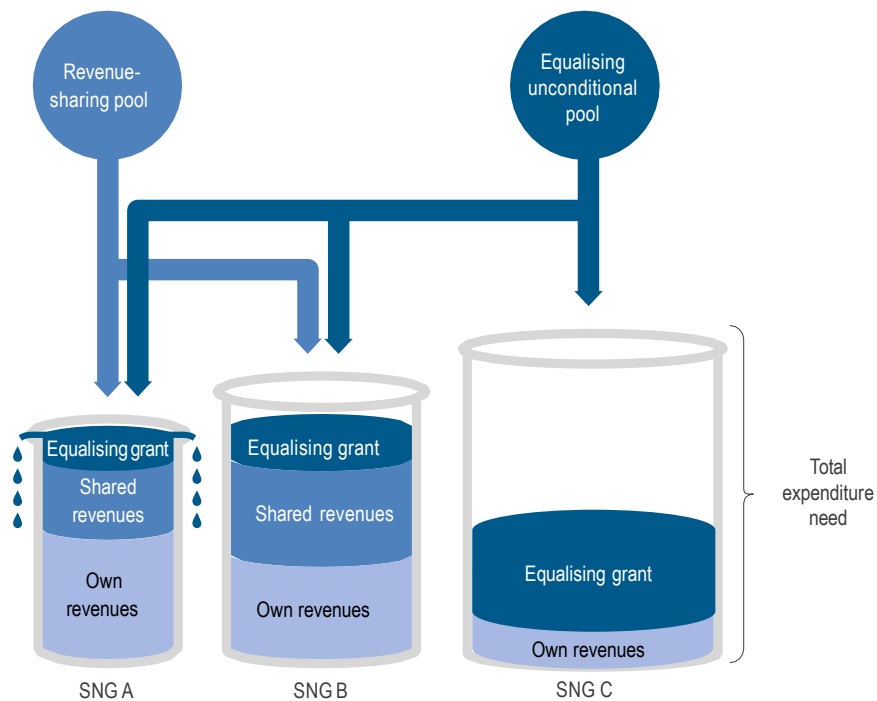 Revenue-
sharing pool
Equalising
unconditional
pool
Equalising grant
Shared
revenues
Own
revenues
SNG A
Equalising grant
Shared revenues
Own revenues
SNG B
Equalising grant
Own revenues
SNG C
Total
expenditure
need